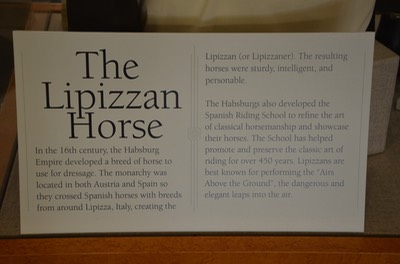 The
Lipizzan
Horse
In the 16th century, the Habsburg
Empire developed a breed of horse to
use for dressage. The monarchy was
located in both Austria and Spain so
they crossed Spanish horses with breeds
from around Lipizza, Italy, creating the
Lipizzan (or Lipizzaner). The resulting
horses were sturdy, intelligent, and
personable.
The Habsburgs also developed the
Spanish Riding School to refine the art
of classical horsemanship and showcase
their horses. The School has helped
promote and preserve the classic art of
riding for over 450 years. Lipizzans are
best known for performing the "Airs
Above the Ground", the dangerous and
elegant leaps into the air